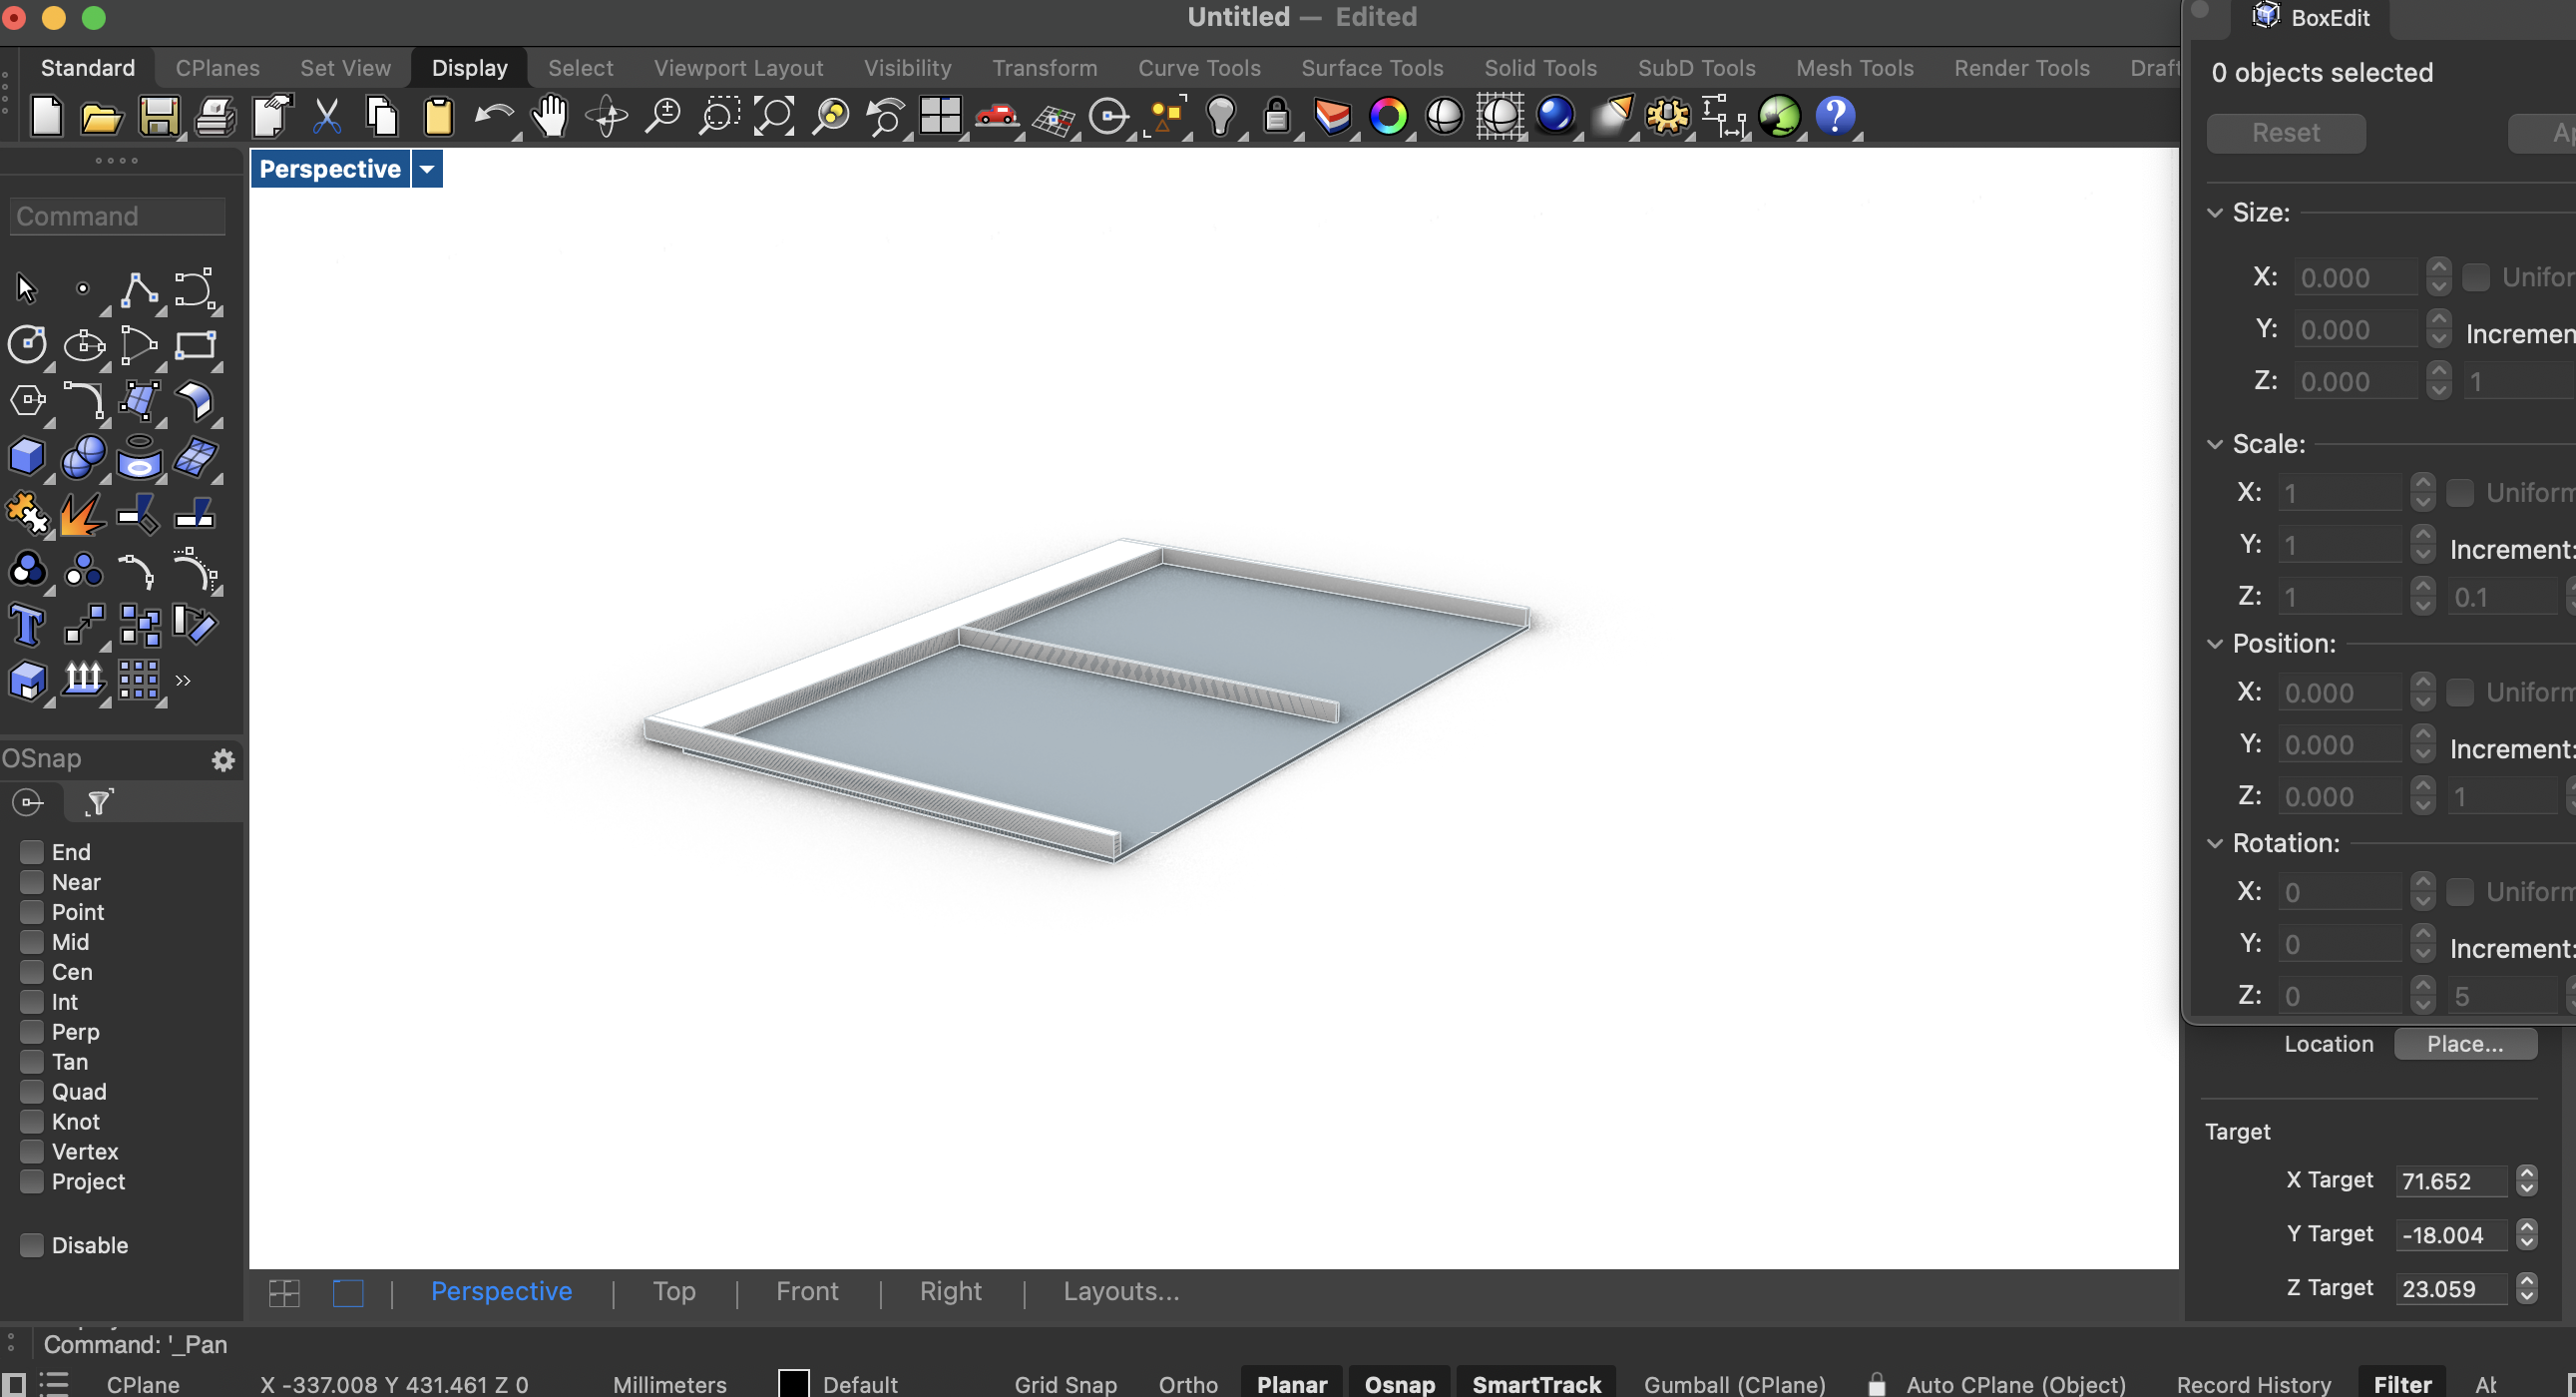 Untitled — Edited
Standard CPlanes Set View Display Select Viewport Layout Visibility Transform Curve Tools Surface Tools Solid Tools SubD Tools Mesh Tools Render Tools Draft
Perspective
Command
OSnap
End
Near
Point
Mid
Cen
Int
Perp
Tan
Quad
Knot
Vertex
Project
Disable
Perspective | Top | Front | Right | Layouts...
Command: '_Pan
CPlane X -337.008 Y 431.461 Z 0 Millimeters Default Grid Snap Ortho Planar Osnap SmartTrack Gumball (CPlane) Auto CPlane (Object) Record History Filter
BoxEdit
0 objects selected
Reset Ap
Size:
X: 0.000 Unifor
Y: 0.000 Incremen
Z: 0.000 1
Scale:
X: 1 Uniform
Y: 1 Increment:
Z: 1 0.1
Position:
X: 0.000 Uniform
Y: 0.000 Increment:
Z: 0.000 1
Rotation:
X: 0 Uniform
Y: 0 Increment:
Z: 0 5
Location Place...
Target
X Target 71.652
Y Target -18.004
Z Target 23.059